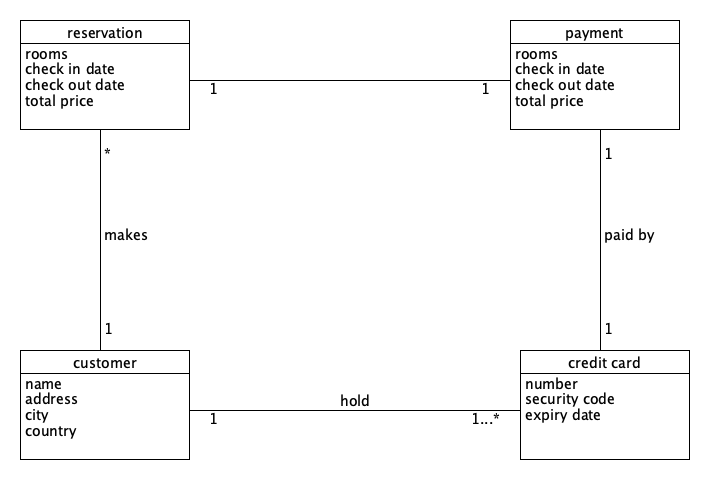 reservation
rooms
check in date
check out date
total price
payment
rooms
check in date
check out date
total price
1
1
*
makes
1
1
paid by
1
customer
name
address
city
country
hold
1
1...*
credit card
number
security code
expiry date